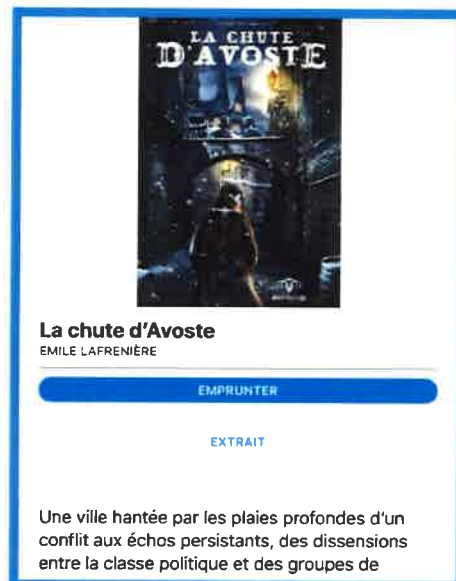 LA CHUTE
D'AVOSTE
La chute d'Avoste
EMILE LAFRENIÈRE
EMPRUNTER
EXTRAIT
Une ville hantée par les plaies profondes d'un
conflit aux échos persistants, des dissensions
entre la classe politique et des groupes de